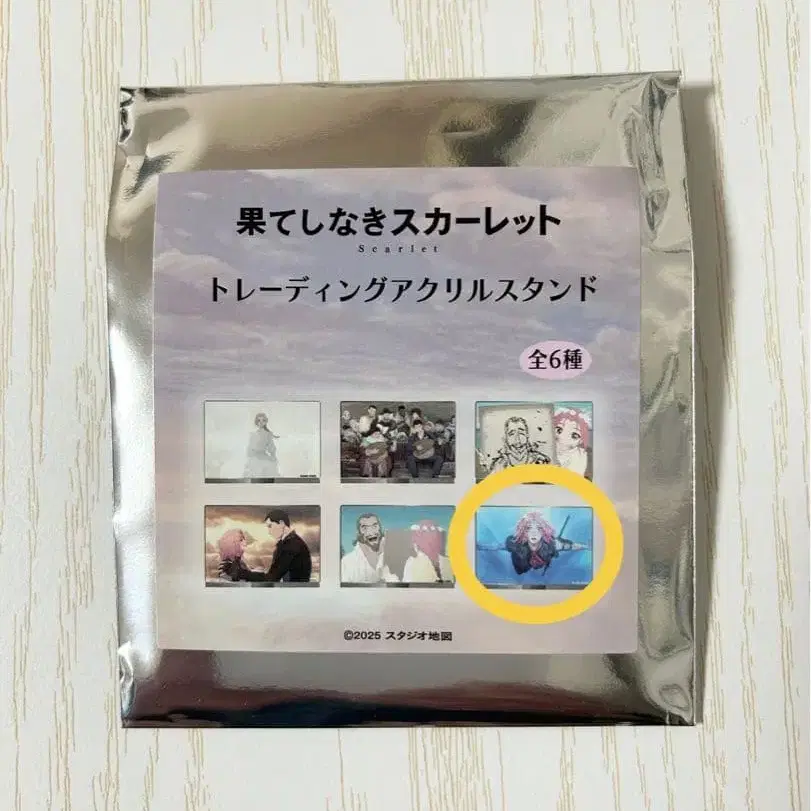 果てしなきスカーレット
Scarlet
トレーディングアクリルスタンド
全6種
©2025 スタジオ地図